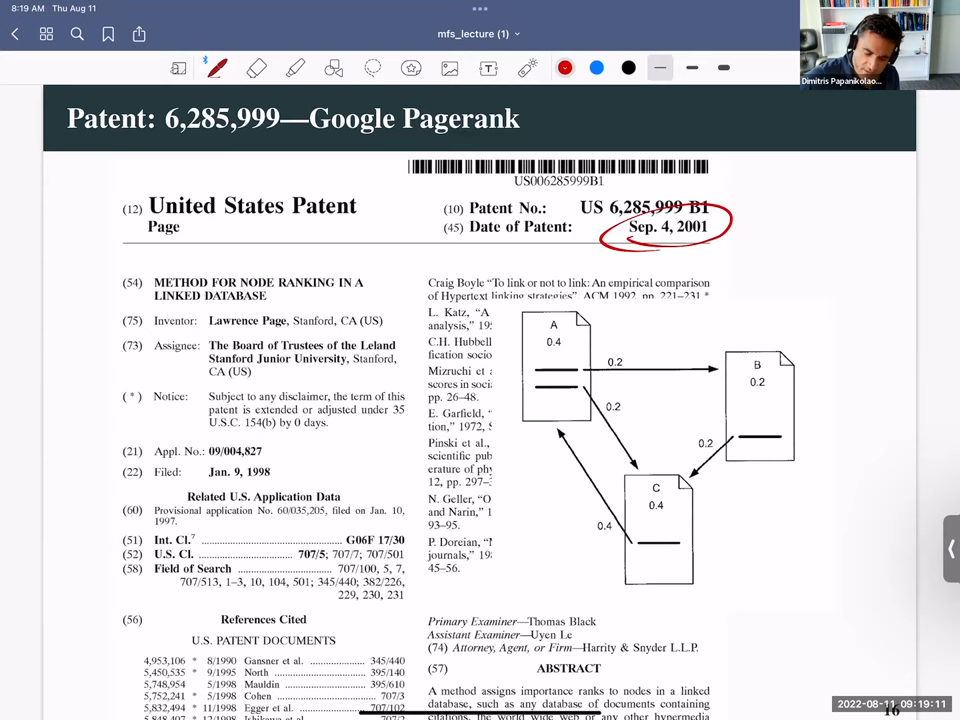 8:19 AM Thu Aug 11
mfs_lecture (1)
Dimitris Papanikolao...
Patent: 6,285,999—Google Pagerank
US006285999B1
(12) United States Patent
Page
(10) Patent No.: US 6,285,999 B1
(45) Date of Patent: Sep. 4, 2001
(54) METHOD FOR NODE RANKING IN A
LINKED DATABASE
(75) Inventor: Lawrence Page, Stanford, CA (US)
(73) Assignee: The Board of Trustees of the Leland
Stanford Junior University, Stanford,
CA (US)
( * ) Notice: Subject to any disclaimer, the term of this
patent is extended or adjusted under 35
U.S.C. 154(b) by 0 days.
(21) Appl. No.: 09/004,827
(22) Filed: Jan. 9, 1998
Related U.S. Application Data
(60) Provisional application No. 60/035,205, filed on Jan. 10,
1997.
(51) Int. Cl.7 ........................................ G06F 17/30
(52) U.S. Cl. ........................... 707/5; 707/7; 707/501
(58) Field of Search ........................... 707/100, 5, 7,
707/513, 1–3, 10, 104, 501; 345/440; 382/226,
229, 230, 231
(56) References Cited
U.S. PATENT DOCUMENTS
4,953,106 * 8/1990 Gansner et al. .................... 345/440
5,450,535 * 9/1995 North .................................. 395/140
5,748,954 5/1998 Mauldin .............................. 395/610
5,752,241 * 5/1998 Cohen .................................. 707/3
5,832,494 * 11/1998 Egger et al. ........................ 707/102
Craig Boyle “To link or not to link: An empirical comparison
of Hypertext linking strategies”. ACM 1992, pp. 221–231.*
L. Katz, “A
analysis,” 195
C.H. Hubbell
fication socio
Mizruchi et a
scores in soci
pp. 26–48.
E. Garfield, “
tion,” 1972, S
Pinski et al.,
scientific pub
erature of phy
12, pp. 297–3
N. Geller, “O
and Narin,” 1
93–95.
P. Doreian, “M
journals,” 198
45–56.
A
0.4
0.2
B
0.2
0.2
0.2
C
0.4
0.4
Primary Examiner—Thomas Black
Assistant Examiner—Uyen Le
(74) Attorney, Agent, or Firm—Harrity & Snyder L.L.P.
(57) ABSTRACT
A method assigns importance ranks to nodes in a linked
database, such as any database of documents containing
citations, the world wide web or any other hypermedia
16
2022-08-11 09:19:11